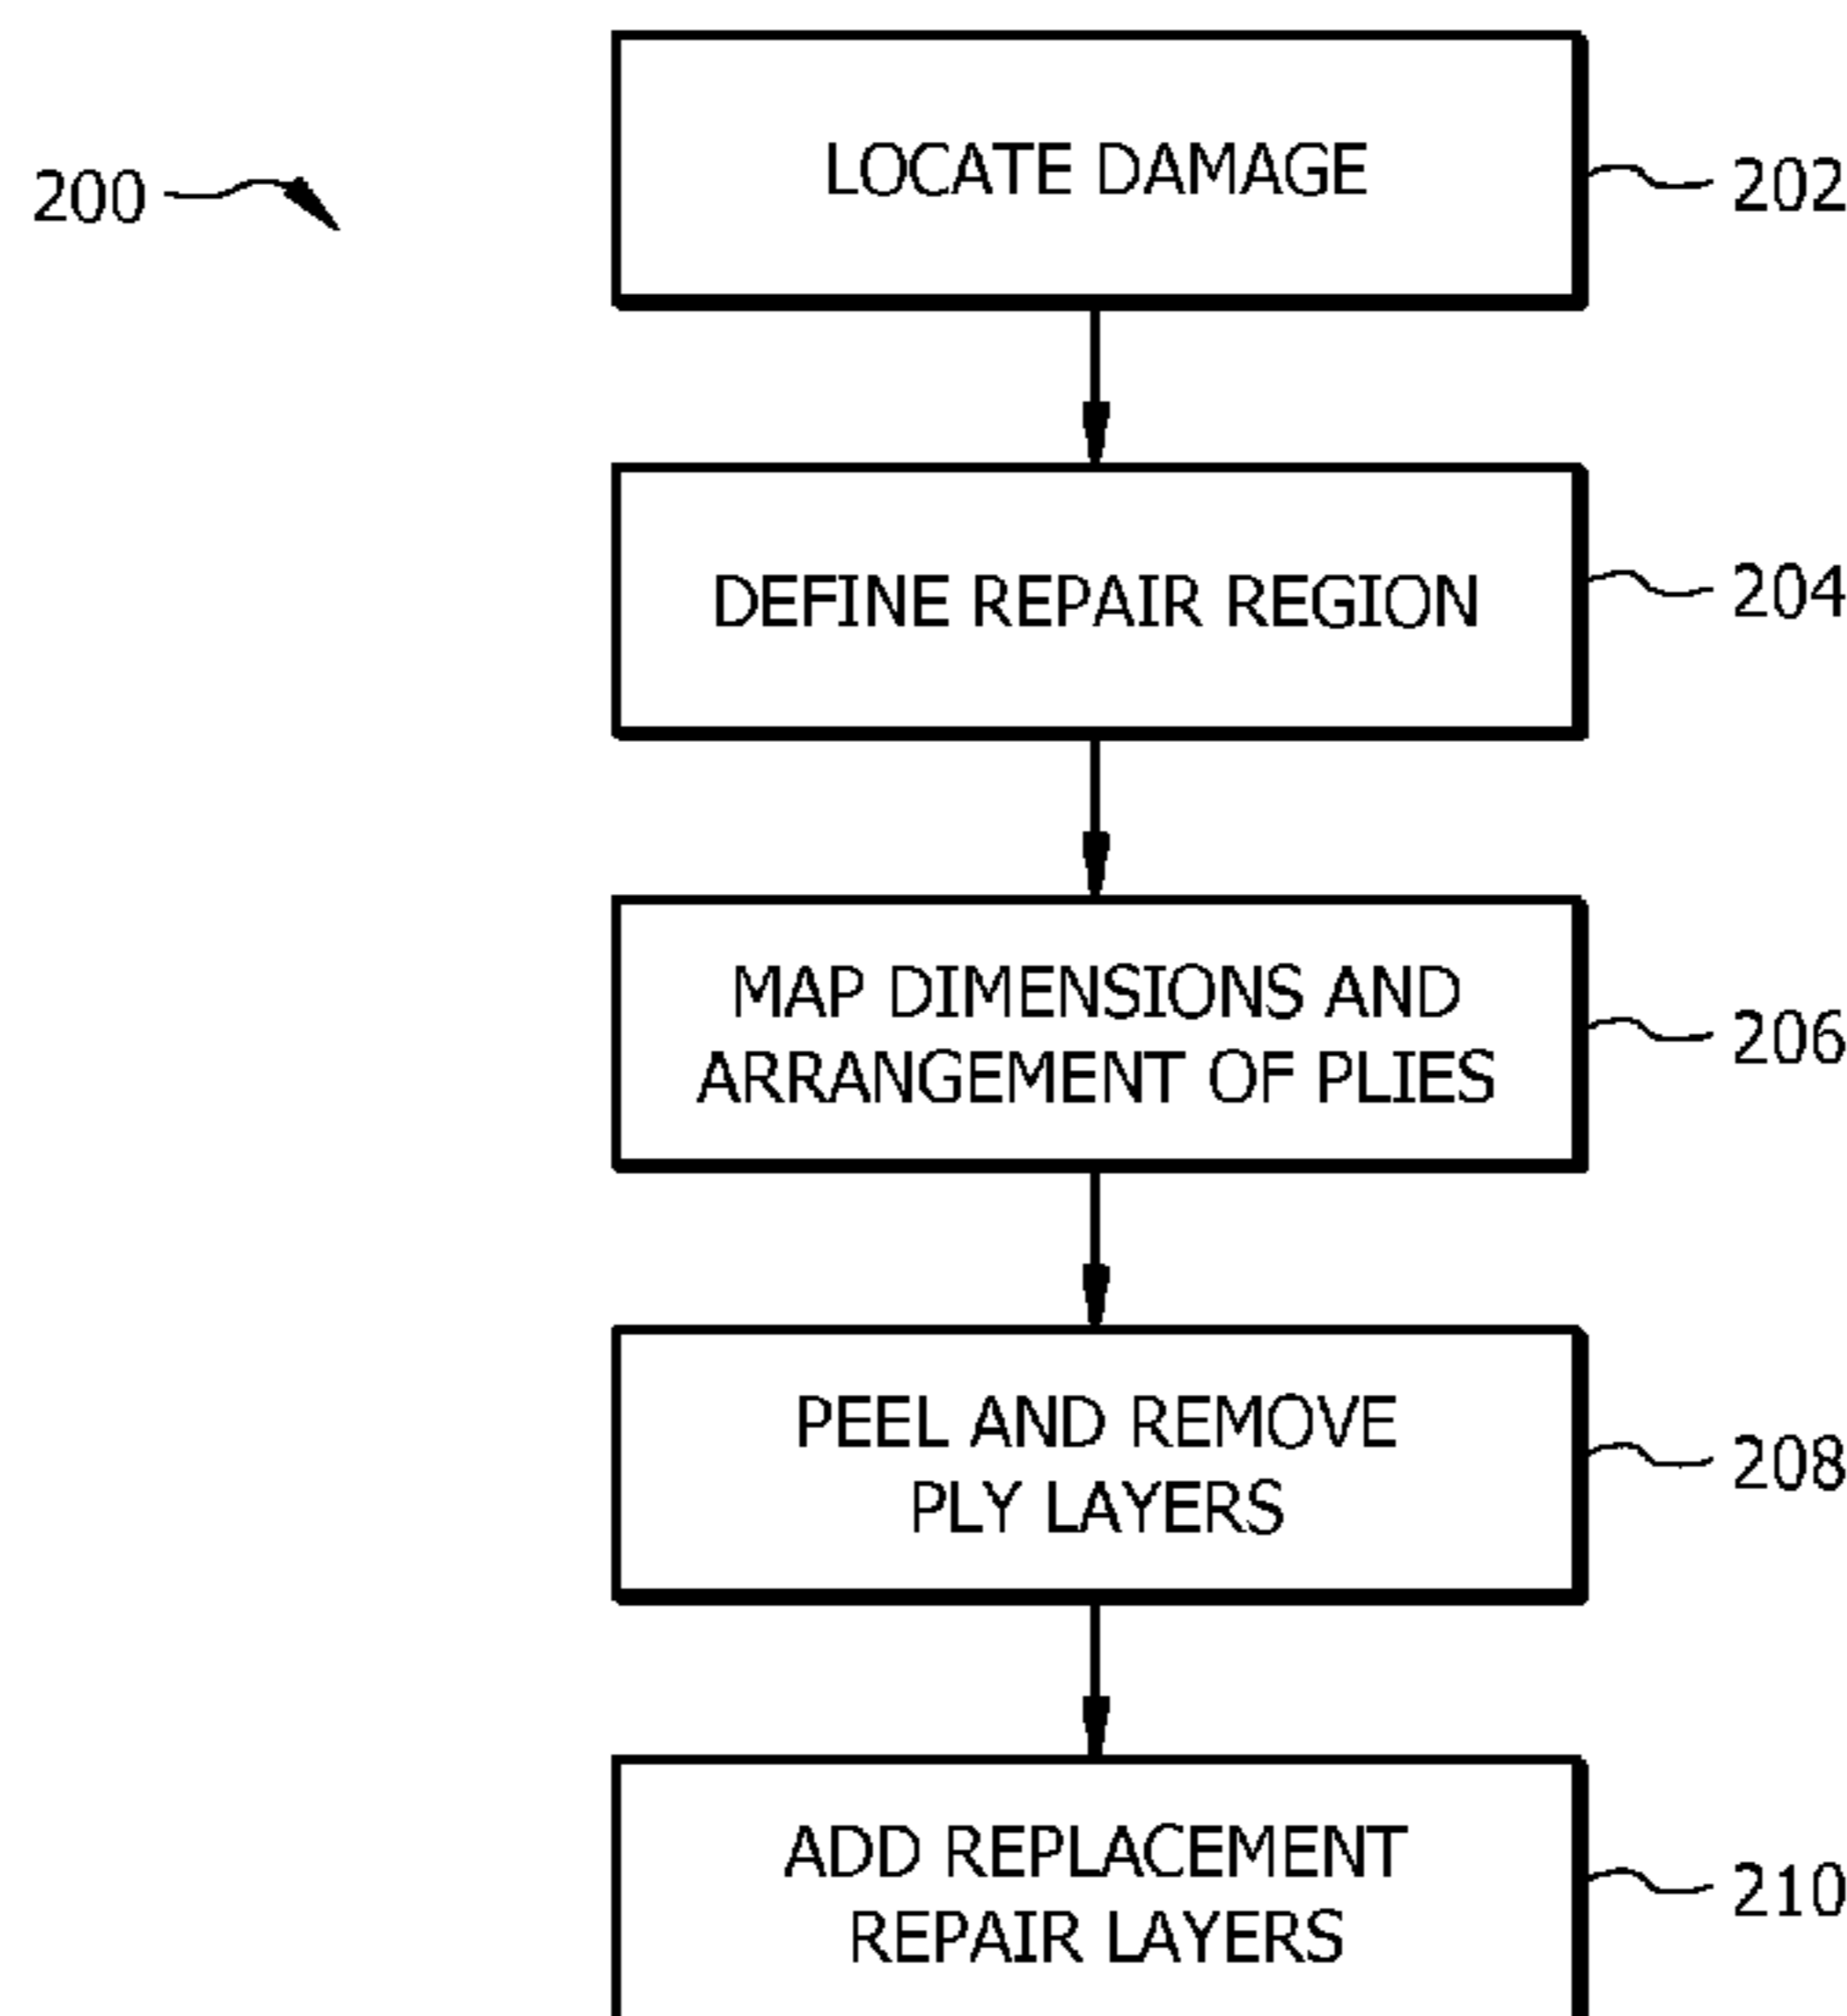 200
LOCATE DAMAGE
202
DEFINE REPAIR REGION
204
MAP DIMENSIONS AND
ARRANGEMENT OF PLIES
206
PEEL AND REMOVE
PLY LAYERS
208
ADD REPLACEMENT
REPAIR LAYERS
210